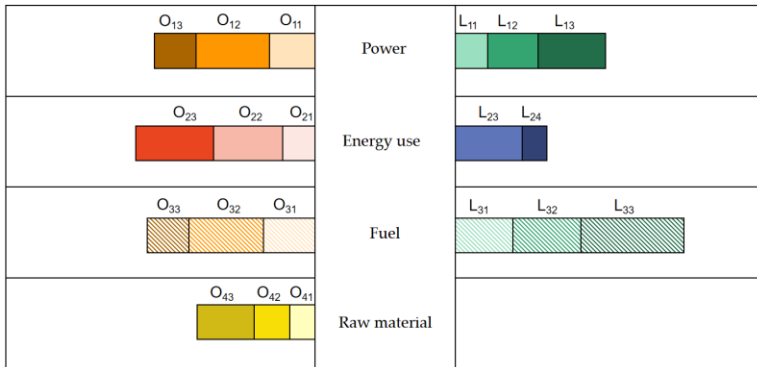 O13 O12 O11 Power L11 L12 L13
O23 O22 O21 Energy use L23 L24
O33 O32 O31 Fuel L31 L32 L33
O43 O42 O41 Raw material